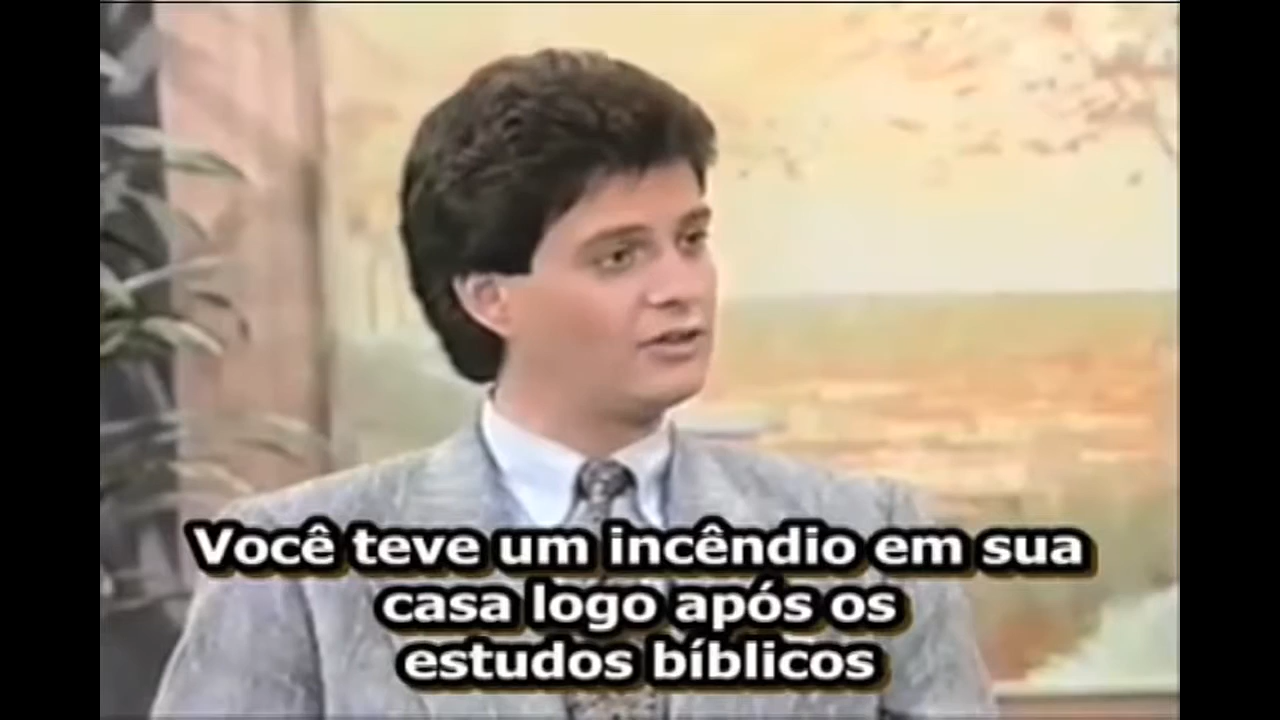 Você teve um incêndio em sua
casa logo após os
estudos bíblicos